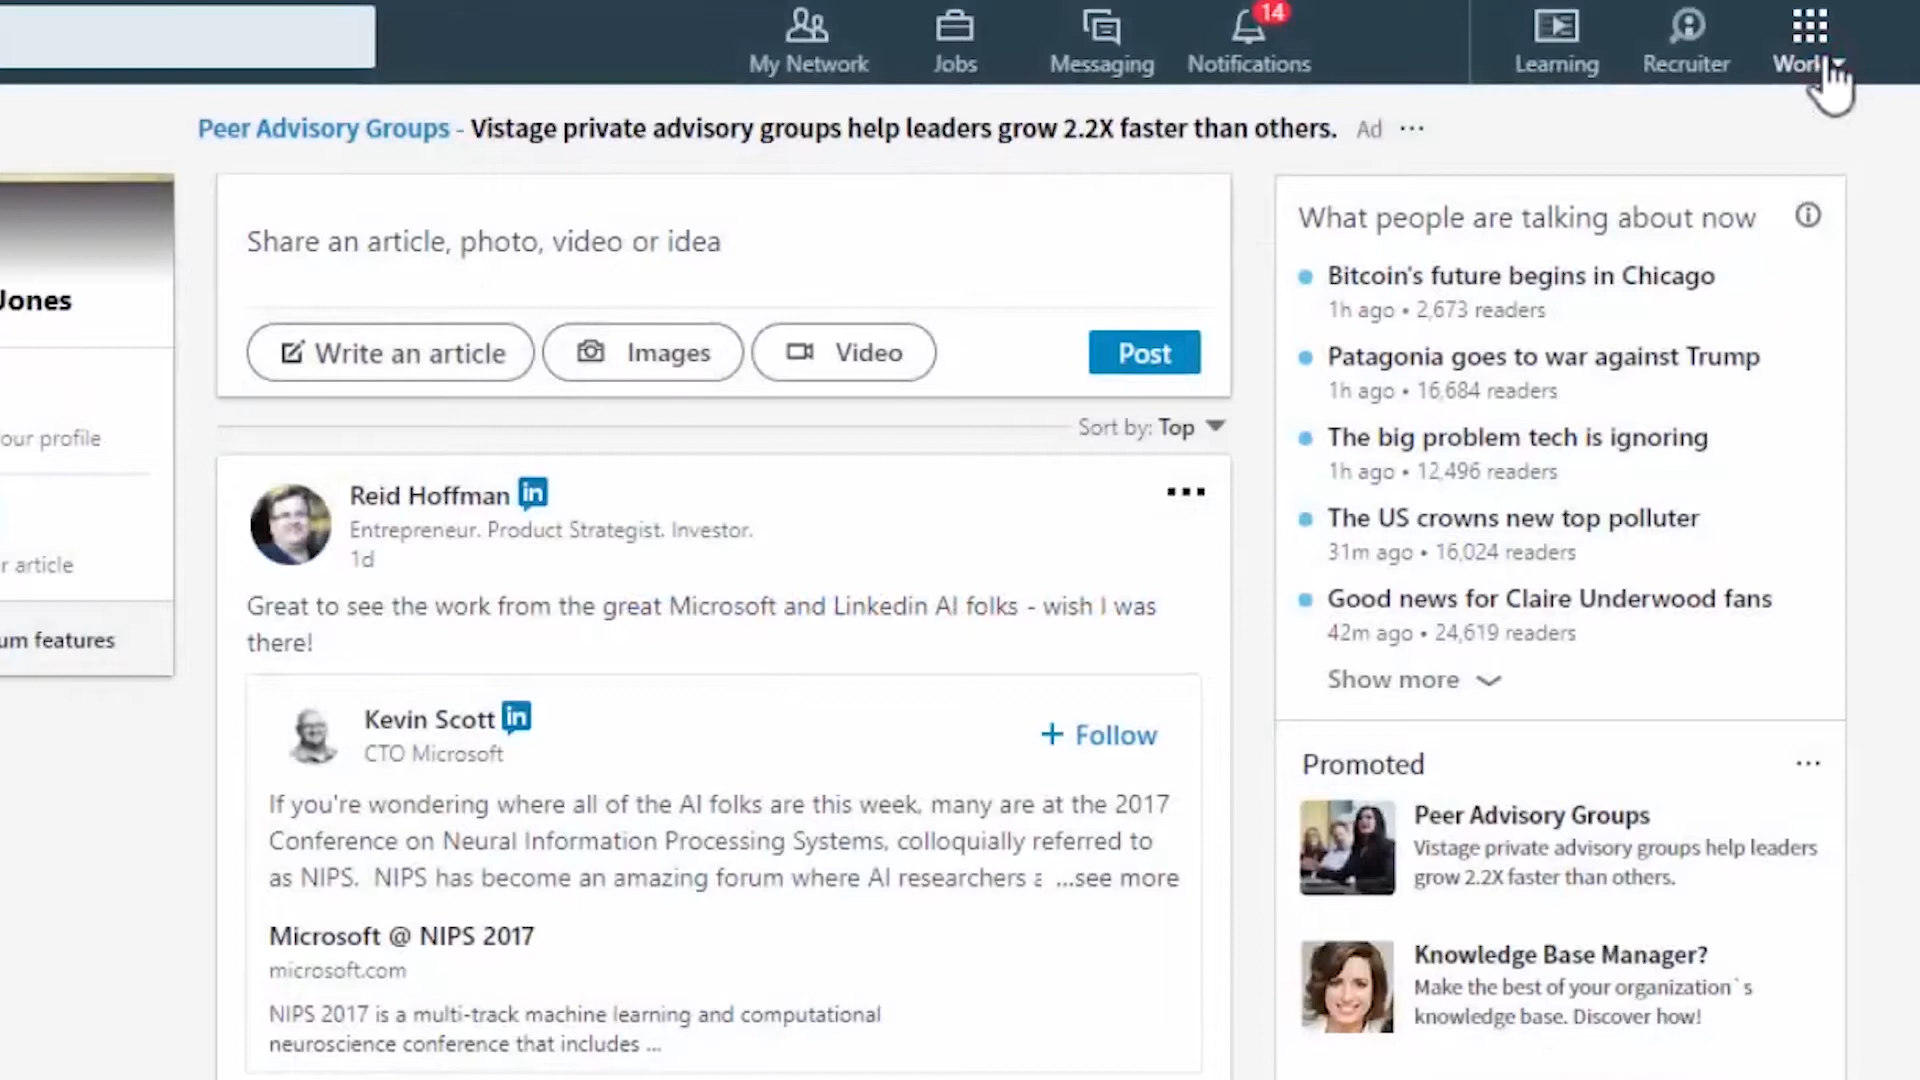 My Network
Jobs
Messaging
14
Notifications
Learning
Recruiter
Peer Advisory Groups - Vistage private advisory groups help leaders grow 2.2X faster than others. Ad ...
Jones
our profile
r article
um features
Share an article, photo, video or idea
Write an article
Images
Video
Post
Sort by: Top
Reid Hoffman in
Entrepreneur. Product Strategist. Investor.
1d
Great to see the work from the great Microsoft and Linkedin AI folks - wish I was
there!
Kevin Scott in
CTO Microsoft
+ Follow
If you're wondering where all of the AI folks are this week, many are at the 2017
Conference on Neural Information Processing Systems, colloquially referred to
as NIPS. NIPS has become an amazing forum where AI researchers ...see more
Microsoft @ NIPS 2017
microsoft.com
NIPS 2017 is a multi-track machine learning and computational
neuroscience conference that includes ...
What people are talking about now
Bitcoin's future begins in Chicago
1h ago • 2,673 readers
Patagonia goes to war against Trump
1h ago • 16,684 readers
The big problem tech is ignoring
1h ago • 12,496 readers
The US crowns new top polluter
31m ago • 16,024 readers
Good news for Claire Underwood fans
42m ago • 24,619 readers
Show more
Promoted
Peer Advisory Groups
Vistage private advisory groups help leaders
grow 2.2X faster than others.
Knowledge Base Manager?
Make the best of your organization`s
knowledge base. Discover how!